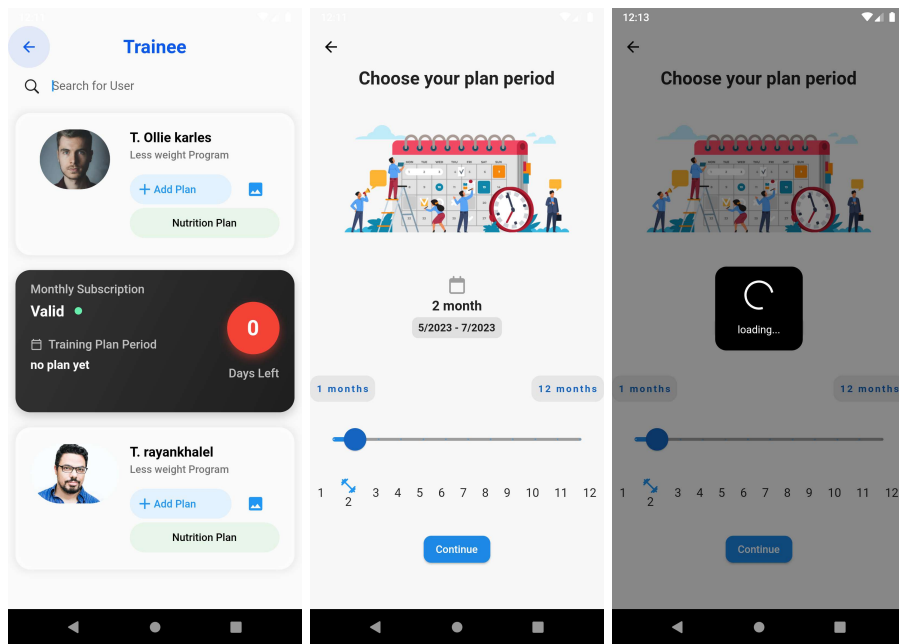 Trainee
Search for User
T. Ollie karles
Less weight Program
+ Add Plan
Nutrition Plan
Monthly Subscription
Valid
0
Training Plan Period
no plan yet
Days Left
T. rayankhalel
Less weight Program
+ Add Plan
Nutrition Plan
Choose your plan period
2 month
5/2023 - 7/2023
1 months 12 months
1 2 3 4 5 6 7 8 9 10 11 12
Continue
12:13
Choose your plan period
loading...
1 months 12 months
1 2 3 4 5 6 7 8 9 10 11 12
Continue